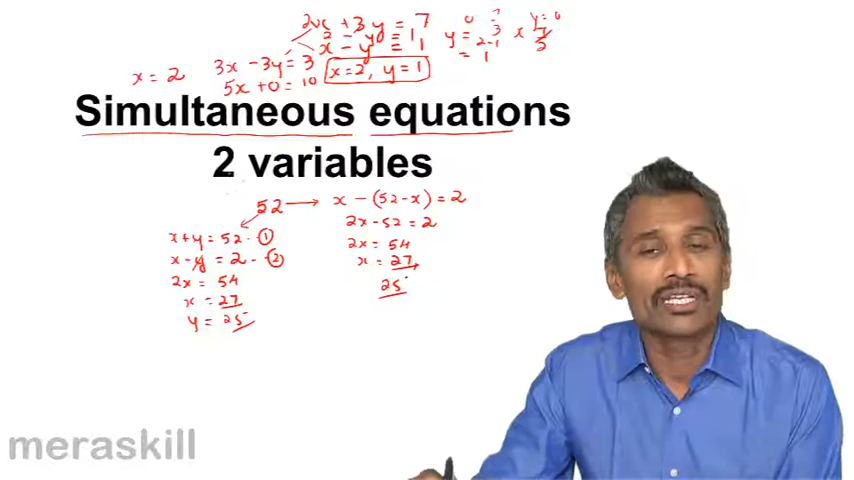 2x + 3y = 7
x - y = 1
3x - 3y = 3
5x + 0 = 10
x = 2
x = 2, y = 1
y =
2-1
= 1
Simultaneous equations
2 variables
52 → x - (52 - x) = 2
x + y = 52 - ①
x - y = 2 - ②
2x = 54
x = 27
y = 25
2x - 52 = 2
2x = 54
x = 27
25
meraskill